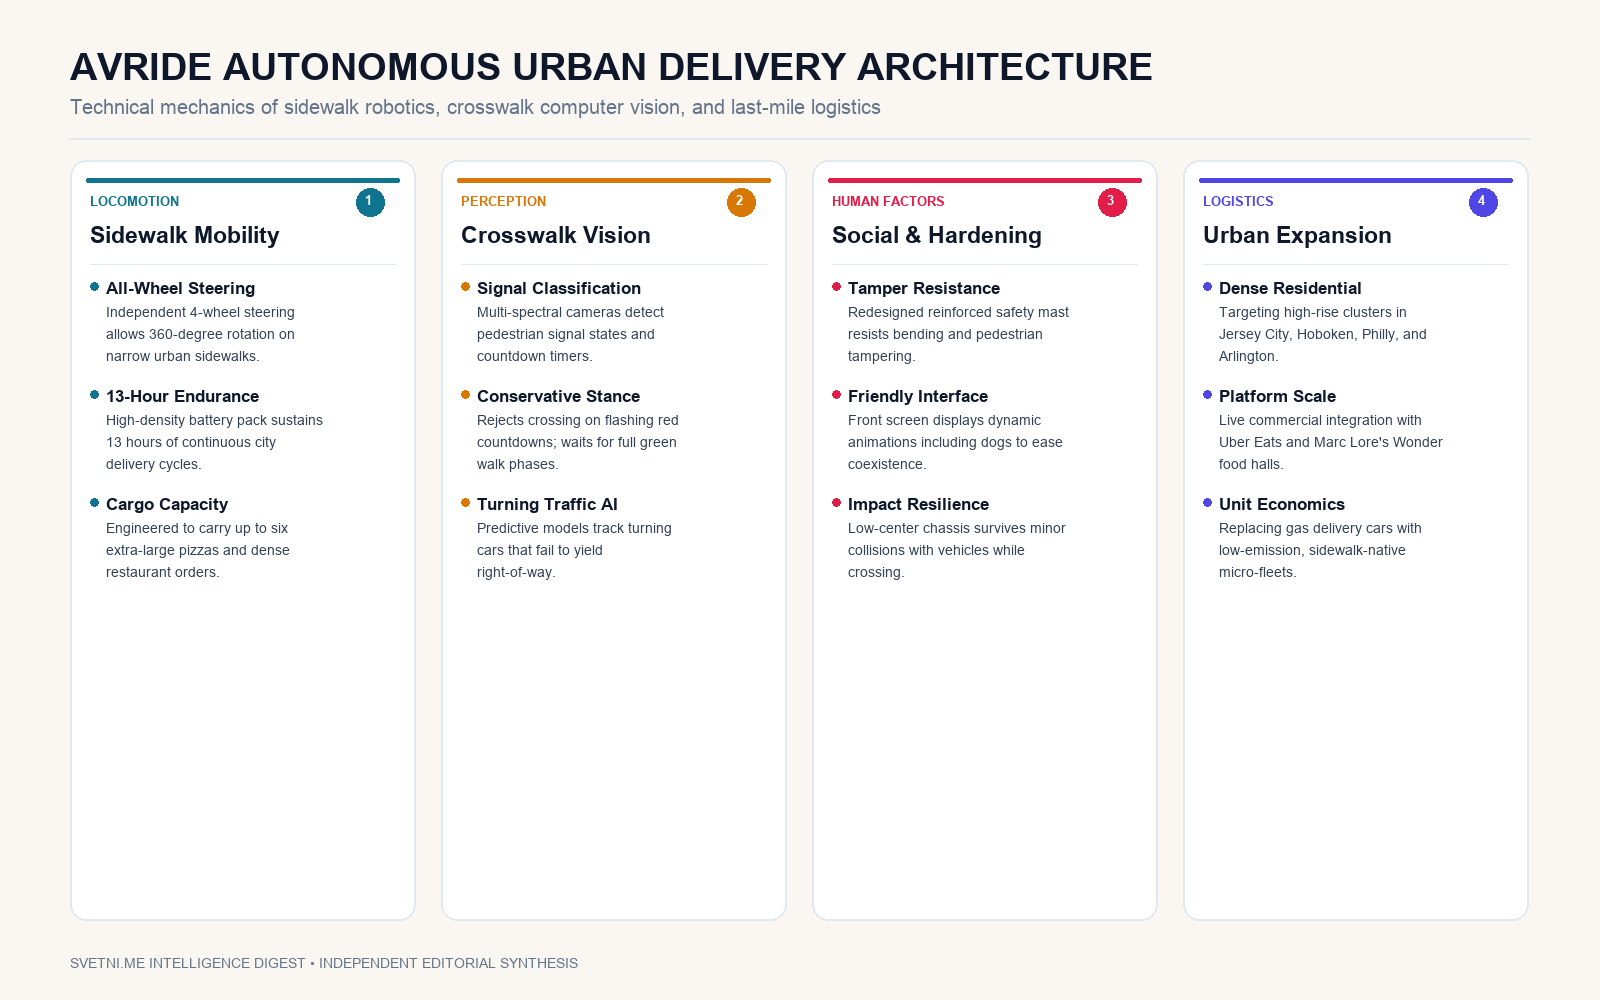 AVRIDE AUTONOMOUS URBAN DELIVERY ARCHITECTURE
Technical mechanics of sidewalk robotics, crosswalk computer vision, and last-mile logistics
LOCOMOTION
1
Sidewalk Mobility
All-Wheel Steering
Independent 4-wheel steering
allows 360-degree rotation on
narrow urban sidewalks.
13-Hour Endurance
High-density battery pack sustains
13 hours of continuous city
delivery cycles.
Cargo Capacity
Engineered to carry up to six
extra-large pizzas and dense
restaurant orders.
PERCEPTION
2
Crosswalk Vision
Signal Classification
Multi-spectral cameras detect
pedestrian signal states and
countdown timers.
Conservative Stance
Rejects crossing on flashing red
countdowns; waits for full green
walk phases.
Turning Traffic AI
Predictive models track turning
cars that fail to yield
right-of-way.
HUMAN FACTORS
3
Social & Hardening
Tamper Resistance
Redesigned reinforced safety mast
resists bending and pedestrian
tampering.
Friendly Interface
Front screen displays dynamic
animations including dogs to ease
coexistence.
Impact Resilience
Low-center chassis survives minor
collisions with vehicles while
crossing.
LOGISTICS
4
Urban Expansion
Dense Residential
Targeting high-rise clusters in
Jersey City, Hoboken, Philly, and
Arlington.
Platform Scale
Live commercial integration with
Uber Eats and Marc Lore's Wonder
food halls.
Unit Economics
Replacing gas delivery cars with
low-emission, sidewalk-native
micro-fleets.
SVETNI.ME INTELLIGENCE DIGEST • INDEPENDENT EDITORIAL SYNTHESIS